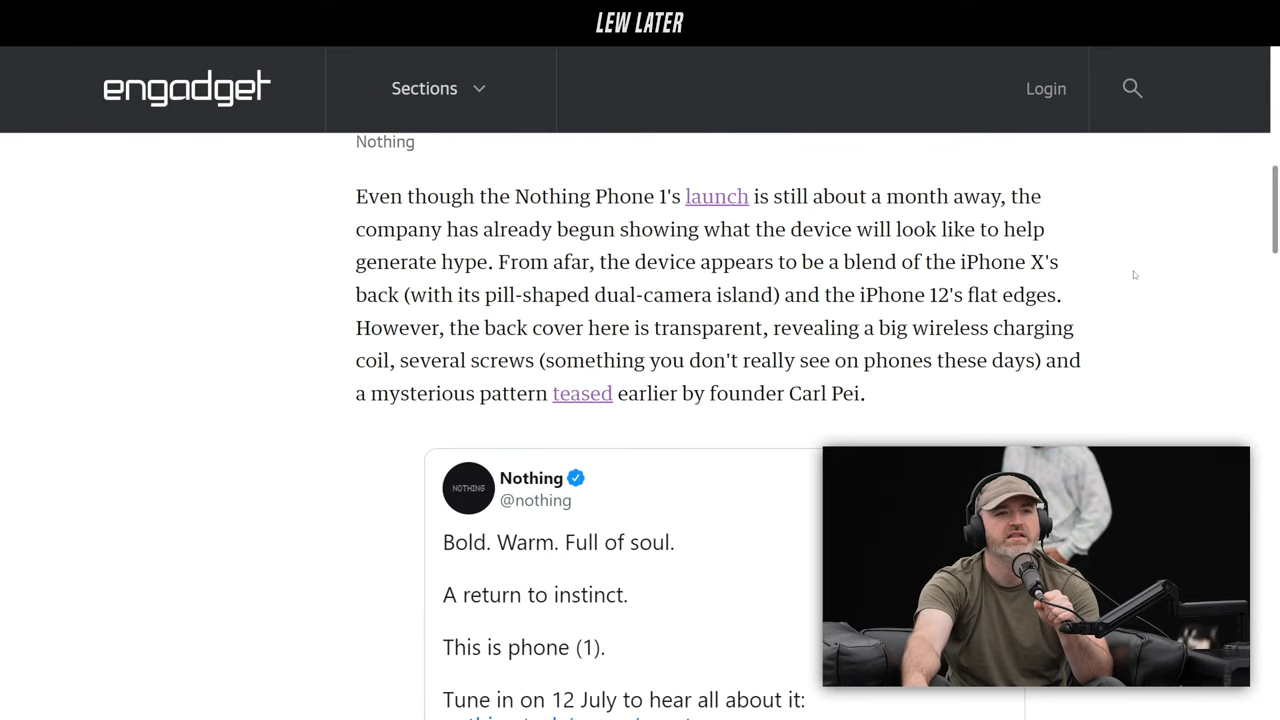 LEW LATER
engadget
Sections
Login
Nothing
Even though the Nothing Phone 1's launch is still about a month away, the
company has already begun showing what the device will look like to help
generate hype. From afar, the device appears to be a blend of the iPhone X's
back (with its pill-shaped dual-camera island) and the iPhone 12's flat edges.
However, the back cover here is transparent, revealing a big wireless charging
coil, several screws (something you don't really see on phones these days) and
a mysterious pattern teased earlier by founder Carl Pei.
NOTHING
Nothing
@nothing
Bold. Warm. Full of soul.
A return to instinct.
This is phone (1).
Tune in on 12 July to hear all about it: